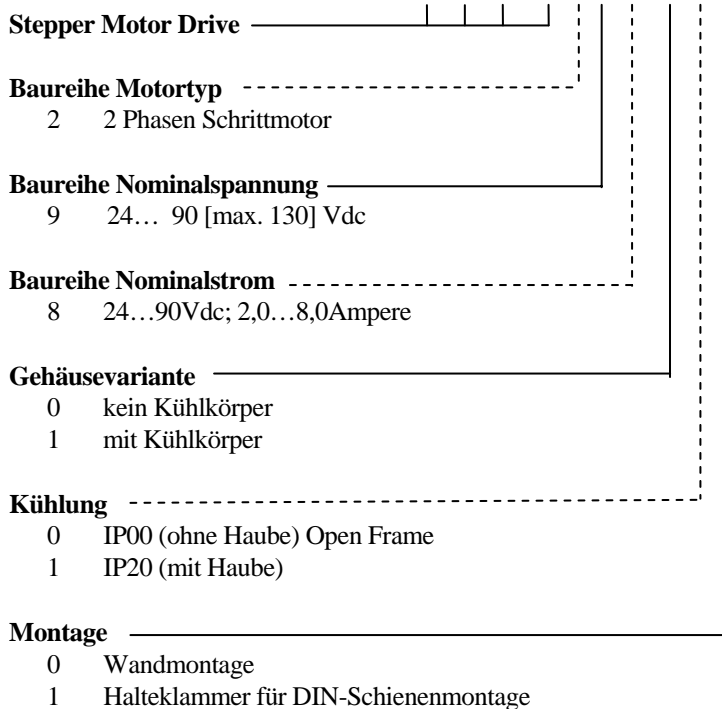 Stepper Motor Drive
Baureihe Motortyp
2 2 Phasen Schrittmotor
Baureihe Nominalspannung
9 24… 90 [max. 130] Vdc
Baureihe Nominalstrom
8 24…90Vdc; 2,0…8,0Ampere
Gehäusevariante
0 kein Kühlkörper
1 mit Kühlkörper
Kühlung
0 IP00 (ohne Haube) Open Frame
1 IP20 (mit Haube)
Montage
0 Wandmontage
1 Halteklammer für DIN-Schienenmontage